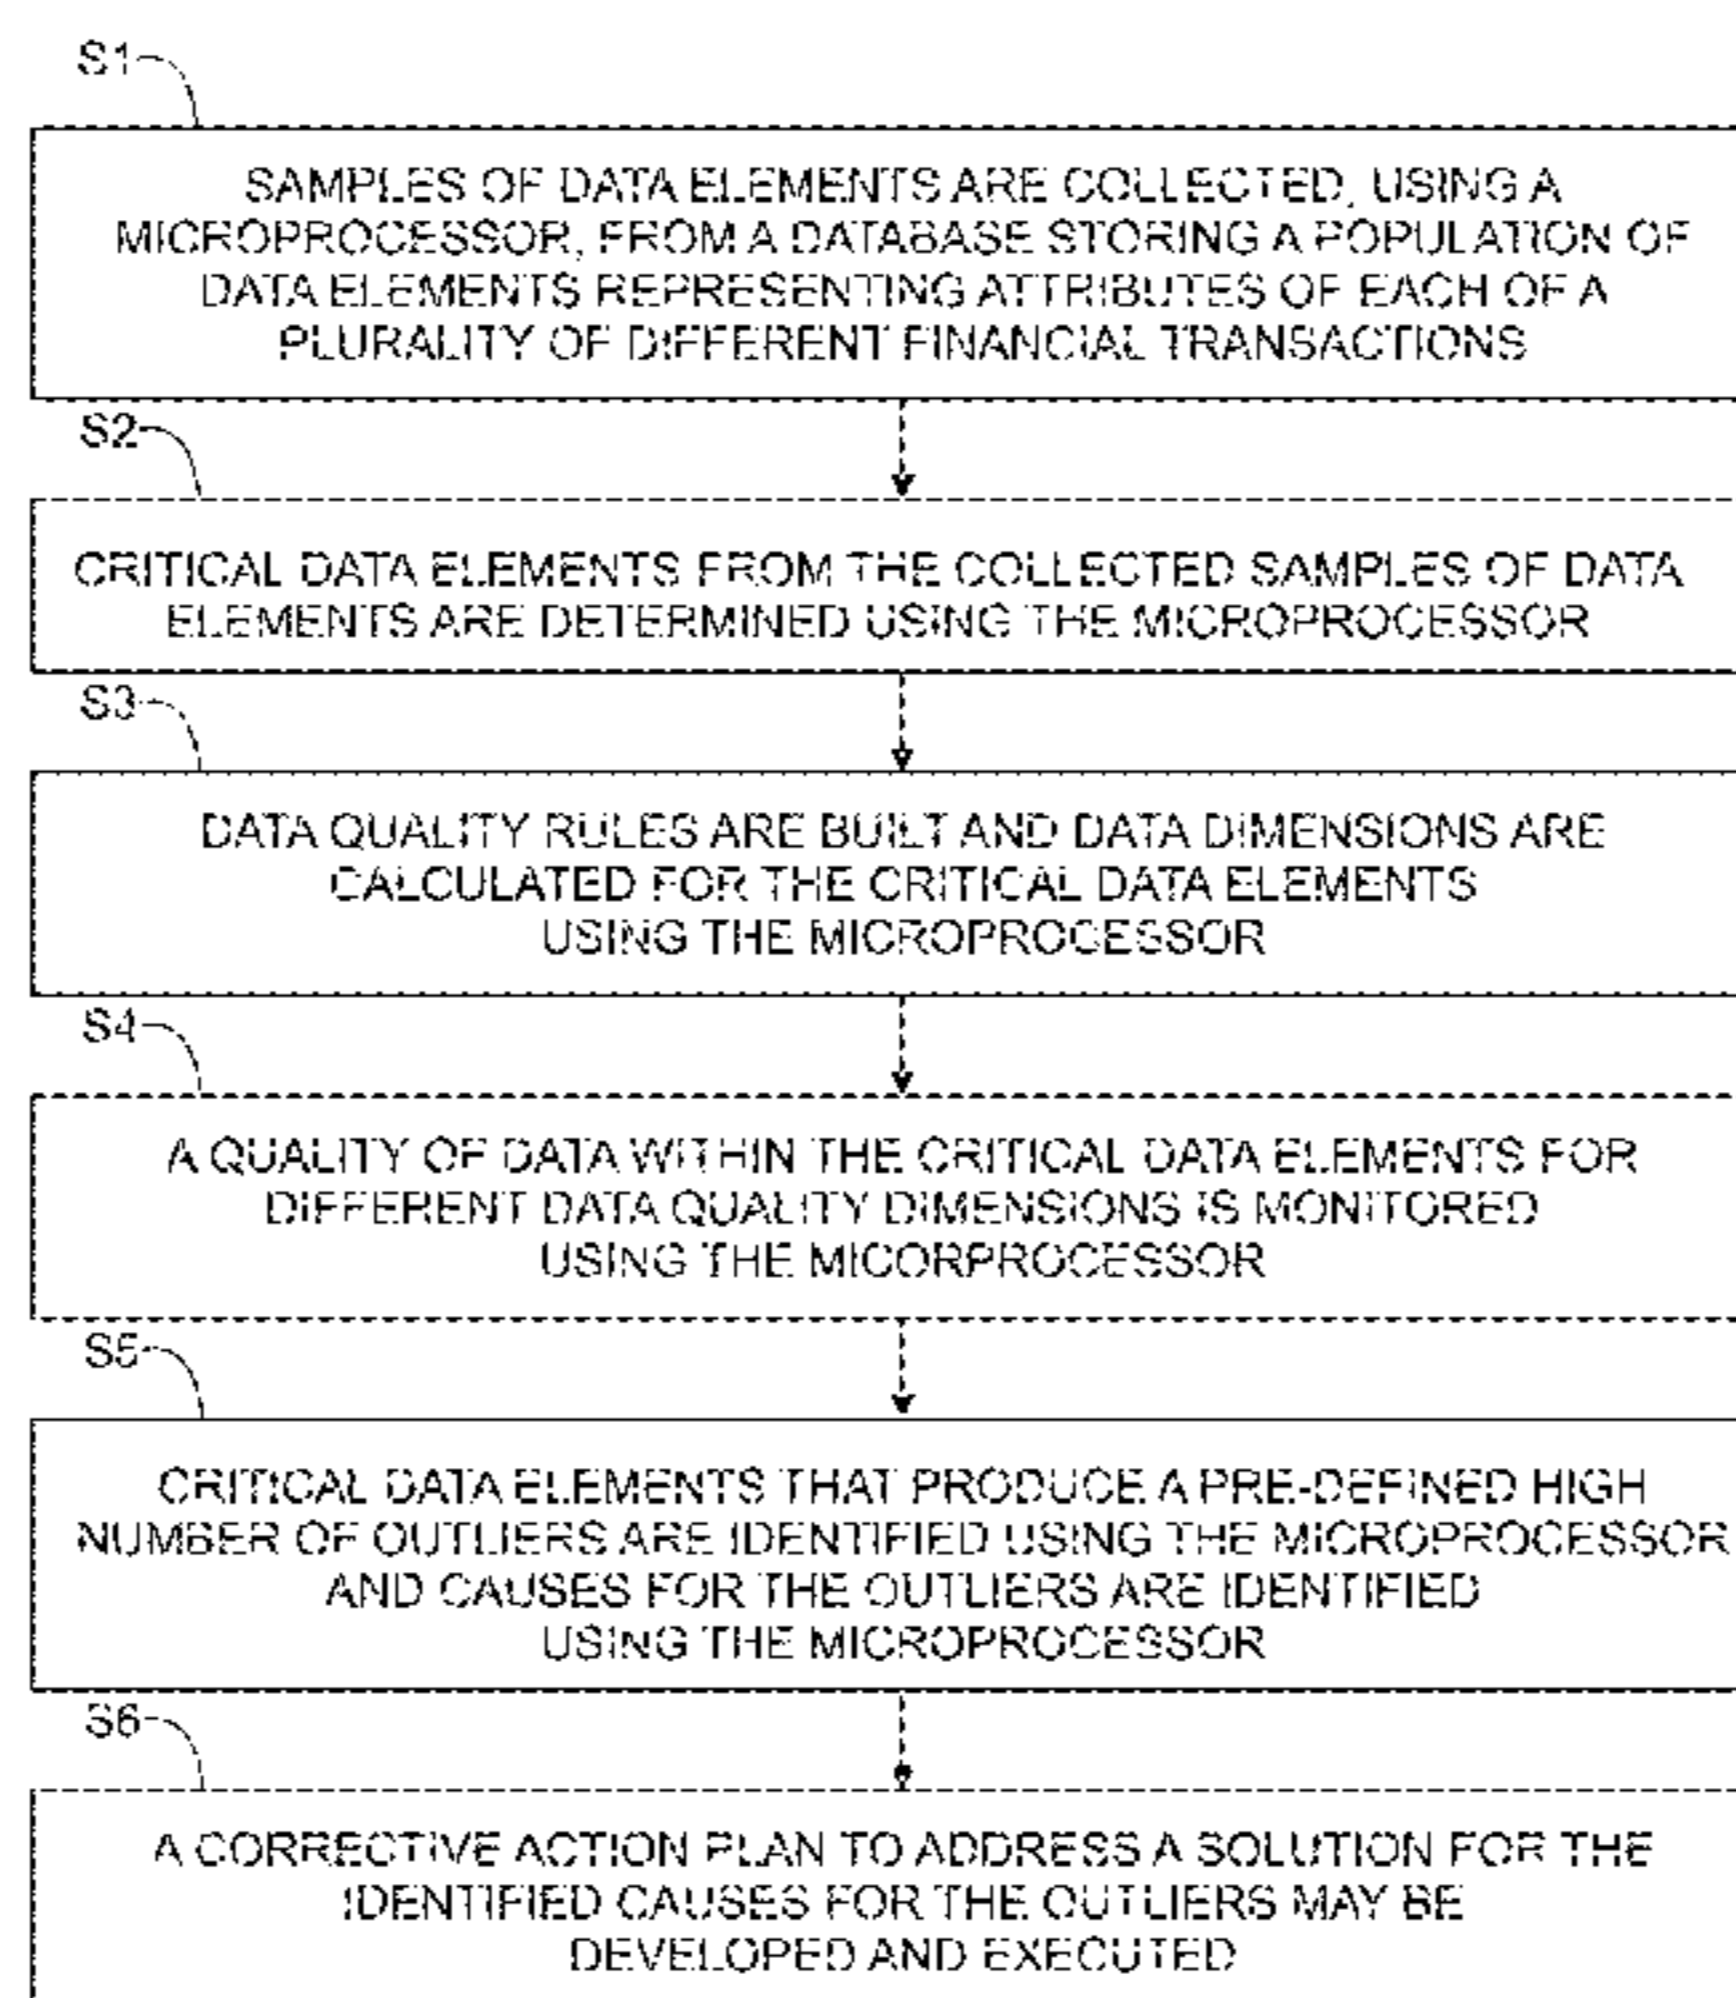 S1
SAMPLES OF DATA ELEMENTS ARE COLLECTED, USING A
MICROPROCESSOR, FROM A DATABASE STORING A POPULATION OF
DATA ELEMENTS REPRESENTING ATTRIBUTES OF EACH OF A
PLURALITY OF DIFFERENT FINANCIAL TRANSACTIONS
S2
CRITICAL DATA ELEMENTS FROM THE COLLECTED SAMPLES OF DATA
ELEMENTS ARE DETERMINED USING THE MICROPROCESSOR
S3
DATA QUALITY RULES ARE BUILT AND DATA DIMENSIONS ARE
CALCULATED FOR THE CRITICAL DATA ELEMENTS
USING THE MICROPROCESSOR
S4
A QUALITY OF DATA WITHIN THE CRITICAL DATA ELEMENTS FOR
DIFFERENT DATA QUALITY DIMENSIONS IS MONITORED
USING THE MICORPROCESSOR
S5
CRITICAL DATA ELEMENTS THAT PRODUCE A PRE-DEFINED HIGH
NUMBER OF OUTLIERS ARE IDENTIFIED USING THE MICROPROCESSOR
AND CAUSES FOR THE OUTLIERS ARE IDENTIFIED
USING THE MICROPROCESSOR
S6
A CORRECTIVE ACTION PLAN TO ADDRESS A SOLUTION FOR THE
IDENTIFIED CAUSES FOR THE OUTLIERS MAY BE
DEVELOPED AND EXECUTED